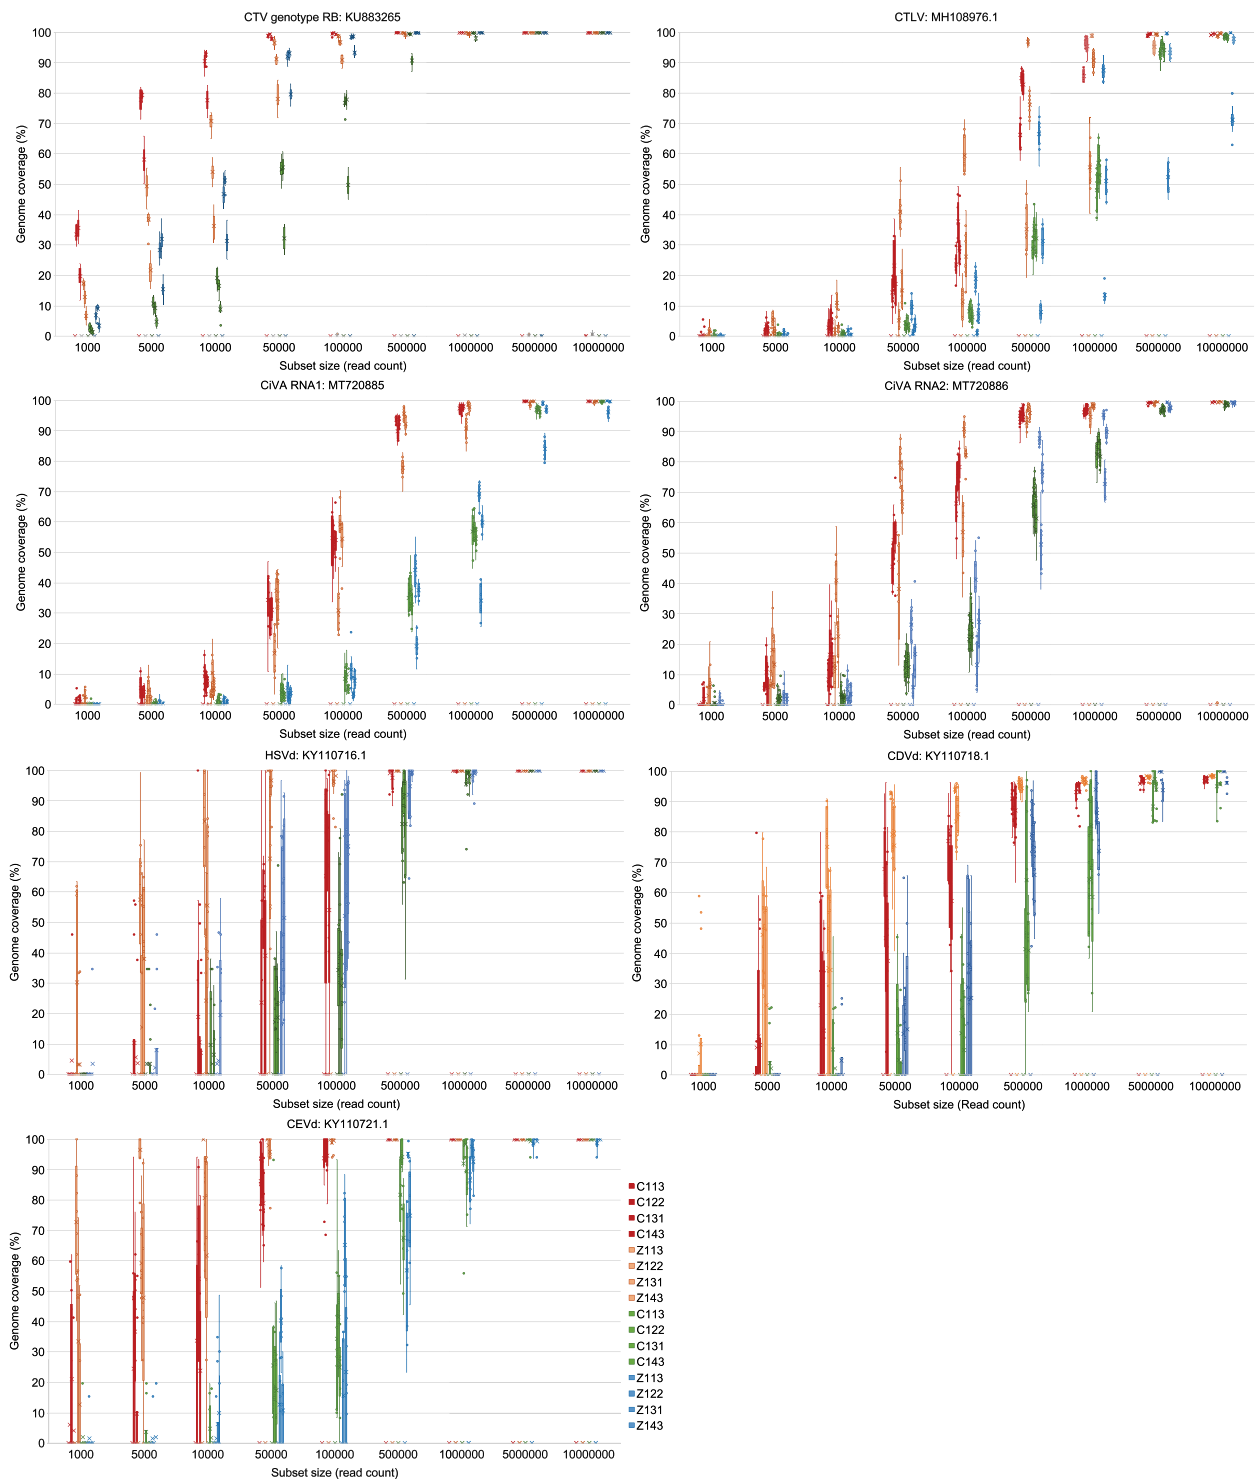 CTV genotype RB: KU883265
Genome coverage (%)
100
90
80
70
60
50
40
30
20
10
0
1000 5000 10000 50000 100000 500000 1000000 5000000 10000000
Subset size (read count)
CTLV: MH108976.1
Genome coverage (%)
100
90
80
70
60
50
40
30
20
10
0
1000 5000 10000 50000 100000 500000 1000000 5000000 10000000
Subset size (read count)
CiVA RNA1: MT720885
Genome coverage (%)
100
90
80
70
60
50
40
30
20
10
0
1000 5000 10000 50000 100000 500000 1000000 5000000 10000000
Subset size (read count)
CiVA RNA2: MT720886
Genome coverage (%)
100
90
80
70
60
50
40
30
20
10
0
1000 5000 10000 50000 100000 500000 1000000 5000000 10000000
Subset size (read count)
HSVd: KY110716.1
Genome coverage (%)
100
90
80
70
60
50
40
30
20
10
0
1000 5000 10000 50000 100000 500000 1000000 5000000 10000000
Subset size (read count)
CDVd: KY110718.1
Genome coverage (%)
100
90
80
70
60
50
40
30
20
10
0
1000 5000 10000 50000 100000 500000 1000000 5000000 10000000
Subset size (Read count)
CEVd: KY110721.1
Genome coverage (%)
100
90
80
70
60
50
40
30
20
10
0
1000 5000 10000 50000 100000 500000 1000000 5000000 10000000
Subset size (read count)
C113
C122
C131
C143
Z113
Z122
Z131
Z143
C113
C122
C131
C143
Z113
Z122
Z131
Z143